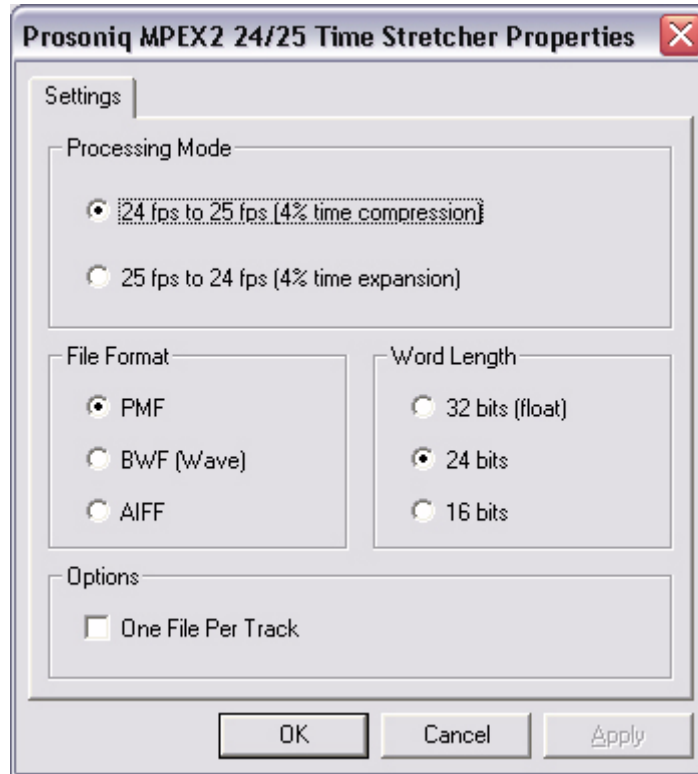 Prosoniq MPEX2 24/25 Time Stretcher Properties
Settings
Processing Mode
24 fps to 25 fps (4% time compression)
25 fps to 24 fps (4% time expansion)
File Format
PMF
BWF (Wave)
AIFF
Word Length
32 bits (float)
24 bits
16 bits
Options
One File Per Track
OK
Cancel
Apply